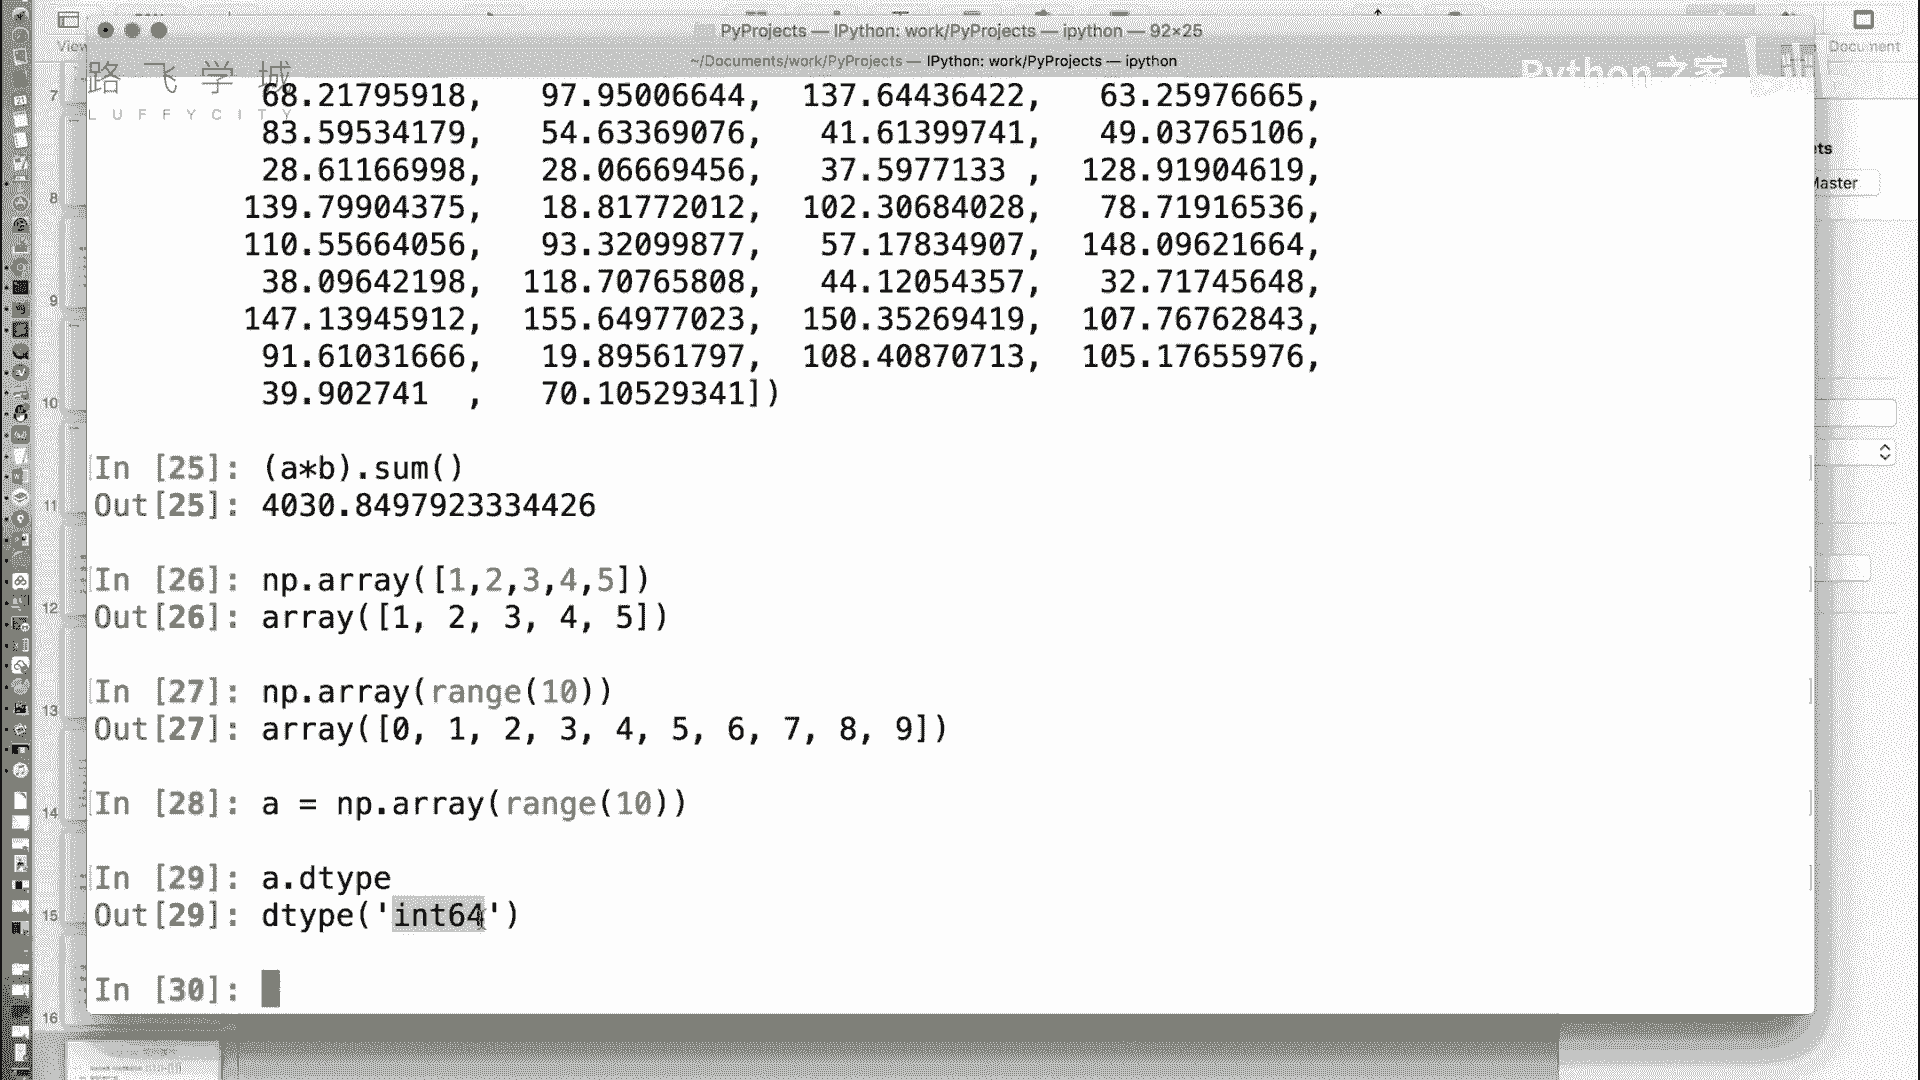 PyProjects — IPython: work/PyProjects — ipython — 92×25
~/Documents/work/PyProjects — IPython: work/PyProjects — ipython
View
Document
路飞学城
LUFFYCITY
Python之家
68.21795918, 97.95006644, 137.64436422, 63.25976665,
83.59534179, 54.63369076, 41.61399741, 49.03765106,
28.61166998, 28.06669456, 37.5977133 , 128.91904619,
139.79904375, 18.81772012, 102.30684028, 78.71916536,
110.55664056, 93.32099877, 57.17834907, 148.09621664,
38.09642198, 118.70765808, 44.12054357, 32.71745648,
147.13945912, 155.64977023, 150.35269419, 107.76762843,
91.61031666, 19.89561797, 108.40870713, 105.17655976,
39.902741 , 70.10529341])
In [25]: (a*b).sum()
Out[25]: 4030.8497923334426
In [26]: np.array([1,2,3,4,5])
Out[26]: array([1, 2, 3, 4, 5])
In [27]: np.array(range(10))
Out[27]: array([0, 1, 2, 3, 4, 5, 6, 7, 8, 9])
In [28]: a = np.array(range(10))
In [29]: a.dtype
Out[29]: dtype('int64')
In [30]:
7
8
9
10
11
12
13
14
15
16
ts
Master